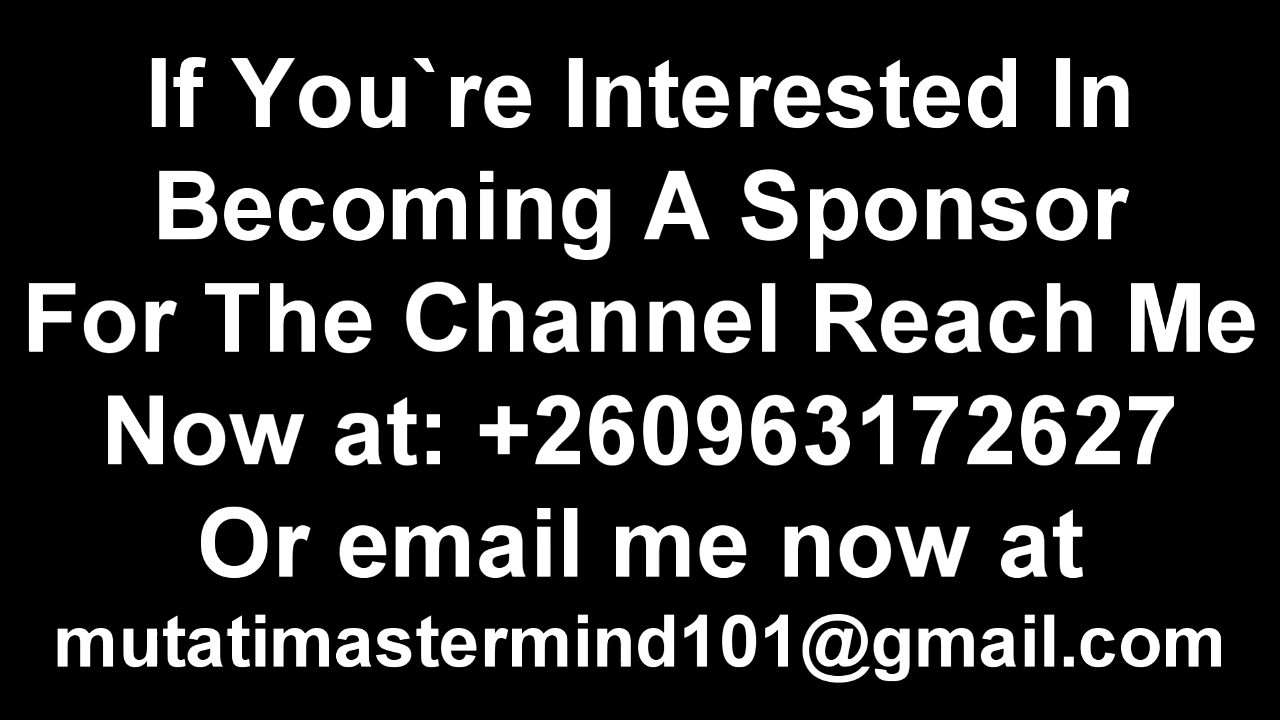 If You`re Interested In
Becoming A Sponsor
For The Channel Reach Me
Now at: +260963172627
Or email me now at
mutatimastermind101@gmail.com